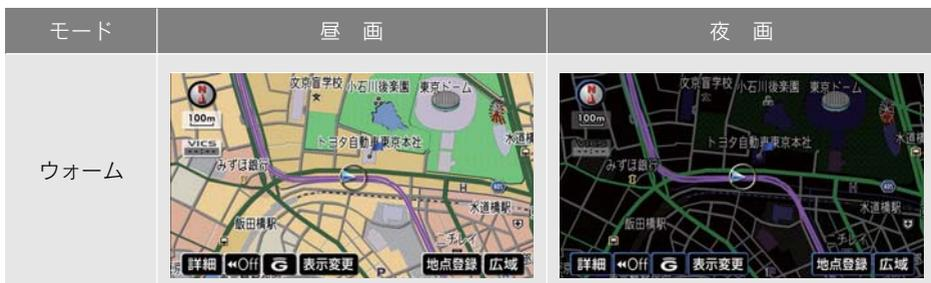 モード
昼 画
夜 画
ウォーム
N
100m
VICS
--:--
文京盲学校
小石川後楽園
東京ドーム
トヨタ自動車東京本社
水道橋
みずほ銀行
H
405
水道橋駅
飯田橋駅
ニチレイ
P
詳細
◀◀Off
G
表示変更
地点登録
広域
N
100m
VICS
--:--
文京盲学校
小石川後楽園
東京ドーム
トヨタ自動車東京本社
水道
みずほ銀行
H
405
水道橋駅
飯田橋駅
ニチレイ
詳細
◀◀Off
G
表示変更
地点登録
広域